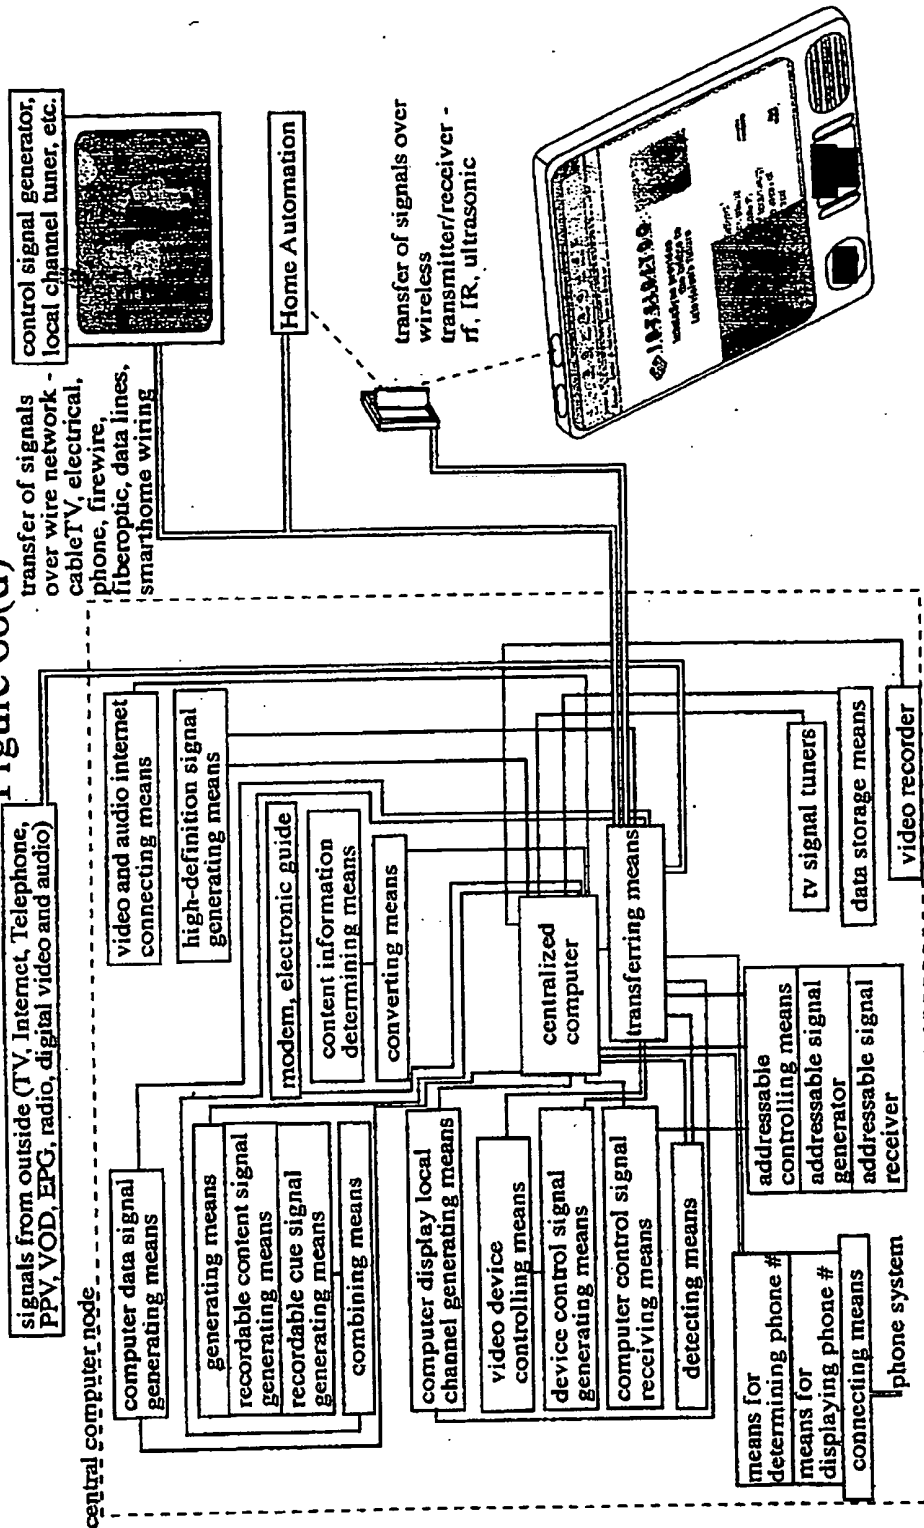 Figure
signals from outside (TV, Internet, Telephone,
PPV, VOD, EPG, radio, digital video and audio)
central computer node
computer data signal
generating means
generating means
recordable content signal
generating means
recordable cue signal
generating means
combining means
computer display local
channel generating means
video device
controlling means
device control signal
generating means
computer control signal
receiving means
detecting means
means for
determining phone #
means for
displaying phone #
connecting means
phone system
video and audio internet
connecting means
high-definition signal
generating means
modem, electronic guide
content information
determining means
converting means
centralized
computer
transferring means
addressable
controlling means
addressable signal
generator
addressable signal
receiver
tv signal tuners
data storage means
video recorder
transfer of signals
over wire network -
cableTV, electrical,
phone, firewire,
fiberoptic, data lines,
smarthome wiring
control signal generator,
local channel tuner, etc.
Home Automation
transfer of signals over
wireless
transmitter/receiver -
rf, IR, ultrasonic